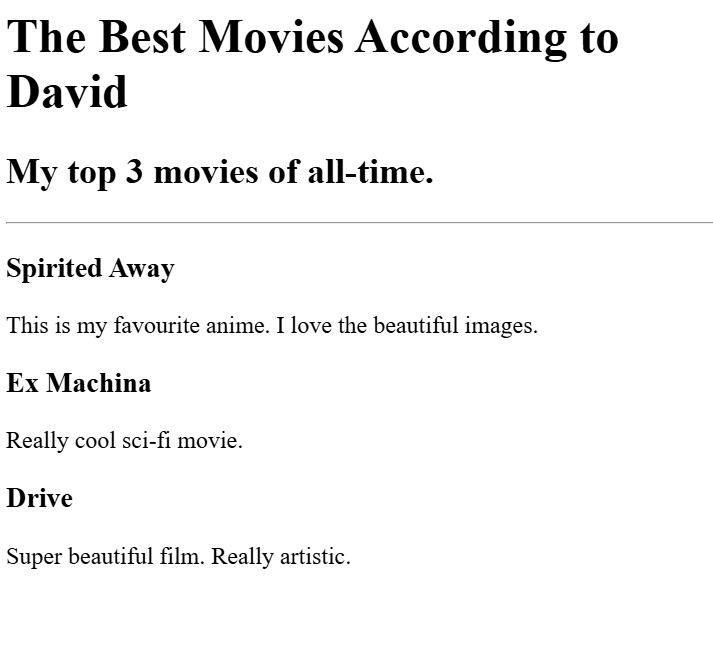 The Best Movies According to
David
My top 3 movies of all-time.
Spirited Away
This is my favourite anime. I love the beautiful images.
Ex Machina
Really cool sci-fi movie.
Drive
Super beautiful film. Really artistic.